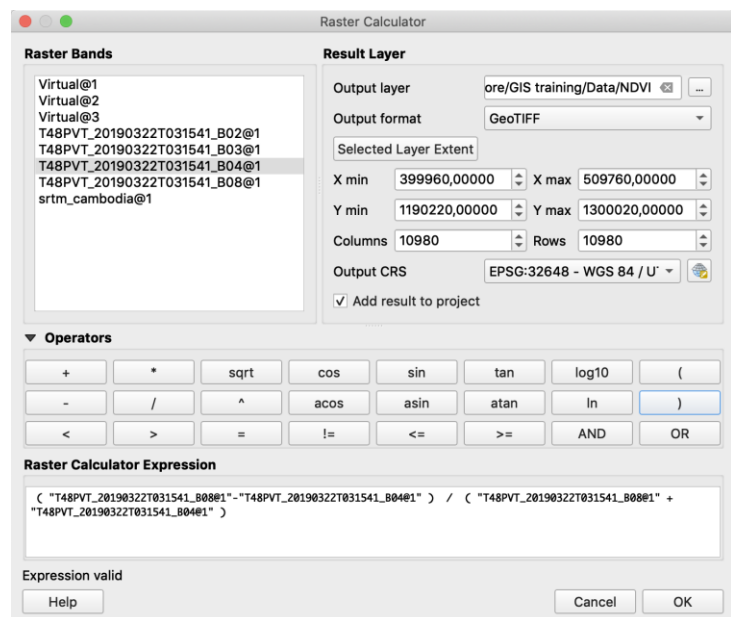 Raster Calculator
Raster Bands
Virtual@1
Virtual@2
Virtual@3
T48PVT_20190322T031541_B02@1
T48PVT_20190322T031541_B03@1
T48PVT_20190322T031541_B04@1
T48PVT_20190322T031541_B08@1
srtm_cambodia@1
Result Layer
Output layer ore/GIS training/Data/NDVI ...
Output format GeoTIFF
Selected Layer Extent
X min 399960,00000 X max 509760,00000
Y min 1190220,00000 Y max 1300020,00000
Columns 10980 Rows 10980
Output CRS EPSG:32648 - WGS 84 / U
Add result to project
Operators
+ * sqrt cos sin tan log10 (
- / ^ acos asin atan ln )
< > = != <= >= AND OR
Raster Calculator Expression
( "T48PVT_20190322T031541_B08@1"-"T48PVT_20190322T031541_B04@1" ) / ( "T48PVT_20190322T031541_B08@1" +
"T48PVT_20190322T031541_B04@1" )
Expression valid
Help Cancel OK